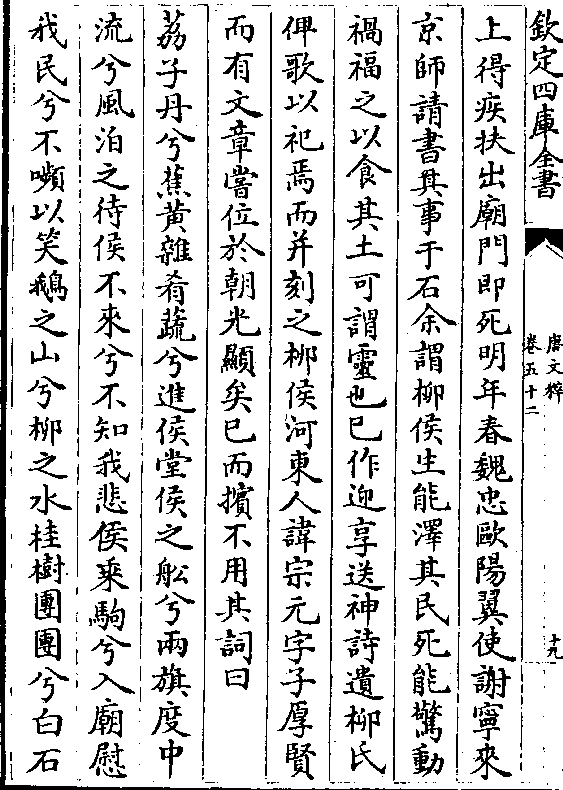 欽定四庫全書
唐文粹
卷五十二
十九
上得疾扶出廟門即死明年春魏忠歐陽翼使謝寧來
京師請書其事于石余謂柳侯生能澤其民死能驚動
禍福之以食其土可謂靈也已作迎享送神詩遺柳氏
俾歌以祀焉而并刻之柳侯河東人諱宗元字子厚賢
而有文章嘗位於朝光顯矣已而擯不用其詞曰
荔子丹兮蕉黄雜肴蔬兮進侯堂侯之舩兮兩旗度中
流兮風泊之待侯不來兮不知我悲侯乘駒兮入廟慰
我民兮不嚬以笑鵝之山兮柳之水桂樹團團兮白石